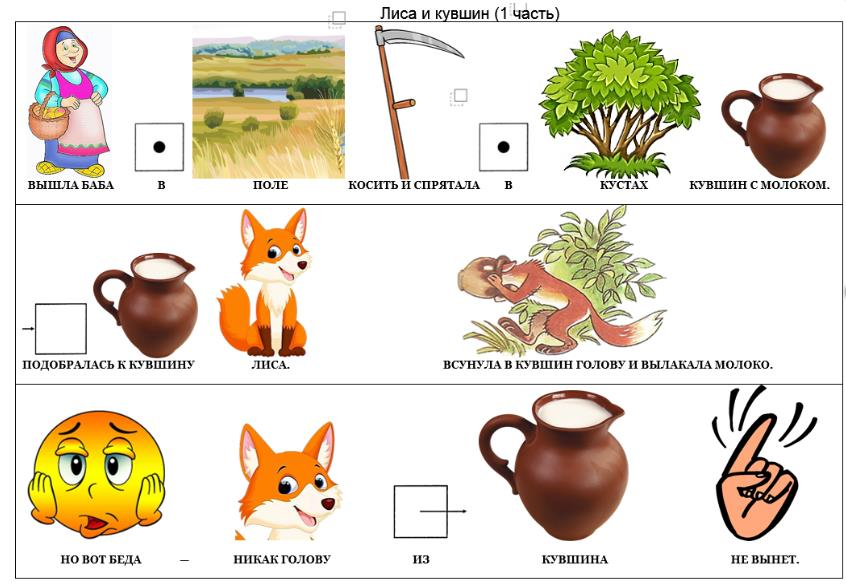 Лиса и кувшин (1 часть)
ВЫШЛА БАБА В ПОЛЕ КОСИТЬ И СПРЯТАЛА В КУСТАХ КУВШИН С МОЛОКОМ.
ПОДОБРАЛАСЬ К КУВШИНУ ЛИСА. ВСУНУЛА В КУВШИН ГОЛОВУ И ВЫЛАКАЛА МОЛОКО.
НО ВОТ БЕДА – НИКАК ГОЛОВУ ИЗ КУВШИНА НЕ ВЫНЕТ.